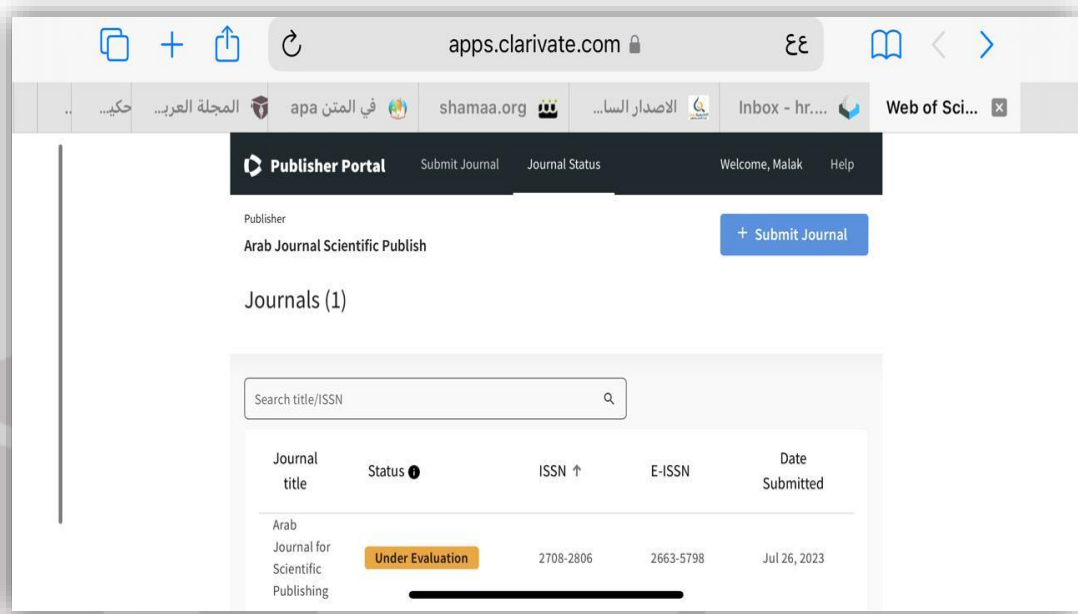 apps.clarivate.com
عع
.. حكيـ...
المجلة العربـ...
في المتن apa
shamaa.org
الاصدار السا...
Inbox - hr....
Web of Sci...
Publisher Portal Submit Journal Journal Status Welcome, Malak Help
Publisher
Arab Journal Scientific Publish
+ Submit Journal
Journals (1)
Search title/ISSN
Journal title Status ISSN ↑ E-ISSN Date Submitted
Arab
Journal for
Scientific
Publishing
Under Evaluation 2708-2806 2663-5798 Jul 26, 2023